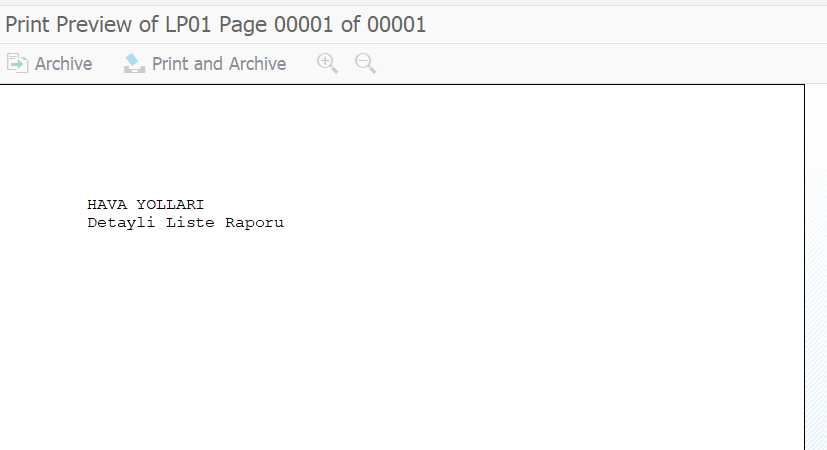 Print Preview of LP01 Page 00001 of 00001
Archive Print and Archive
HAVA YOLLARI
Detayli Liste Raporu